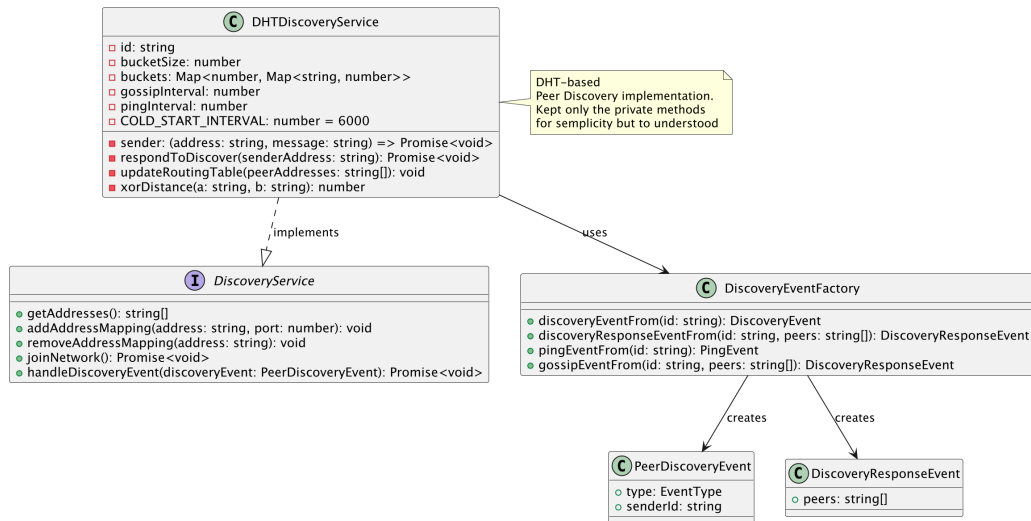 C DHTDiscoveryService
id: string
bucketSize: number
buckets: Map<number, Map<string, number>>
gossipInterval: number
pingInterval: number
COLD_START_INTERVAL: number = 6000
sender: (address: string, message: string) => Promise<void>
respondToDiscover(senderAddress: string): Promise<void>
updateRoutingTable(peerAddresses: string[]): void
xorDistance(a: string, b: string): number
DHT-based
Peer Discovery implementation.
Kept only the private methods
for semplicity but to understood
implements
uses
I DiscoveryService
getAddresses(): string[]
addAddressMapping(address: string, port: number): void
removeAddressMapping(address: string): void
joinNetwork(): Promise<void>
handleDiscoveryEvent(discoveryEvent: PeerDiscoveryEvent): Promise<void>
C DiscoveryEventFactory
discoveryEventFrom(id: string): DiscoveryEvent
discoveryResponseEventFrom(id: string, peers: string[]): DiscoveryResponseEvent
pingEventFrom(id: string): PingEvent
gossipEventFrom(id: string, peers: string[]): DiscoveryResponseEvent
creates
creates
C PeerDiscoveryEvent
type: EventType
senderId: string
C DiscoveryResponseEvent
peers: string[]